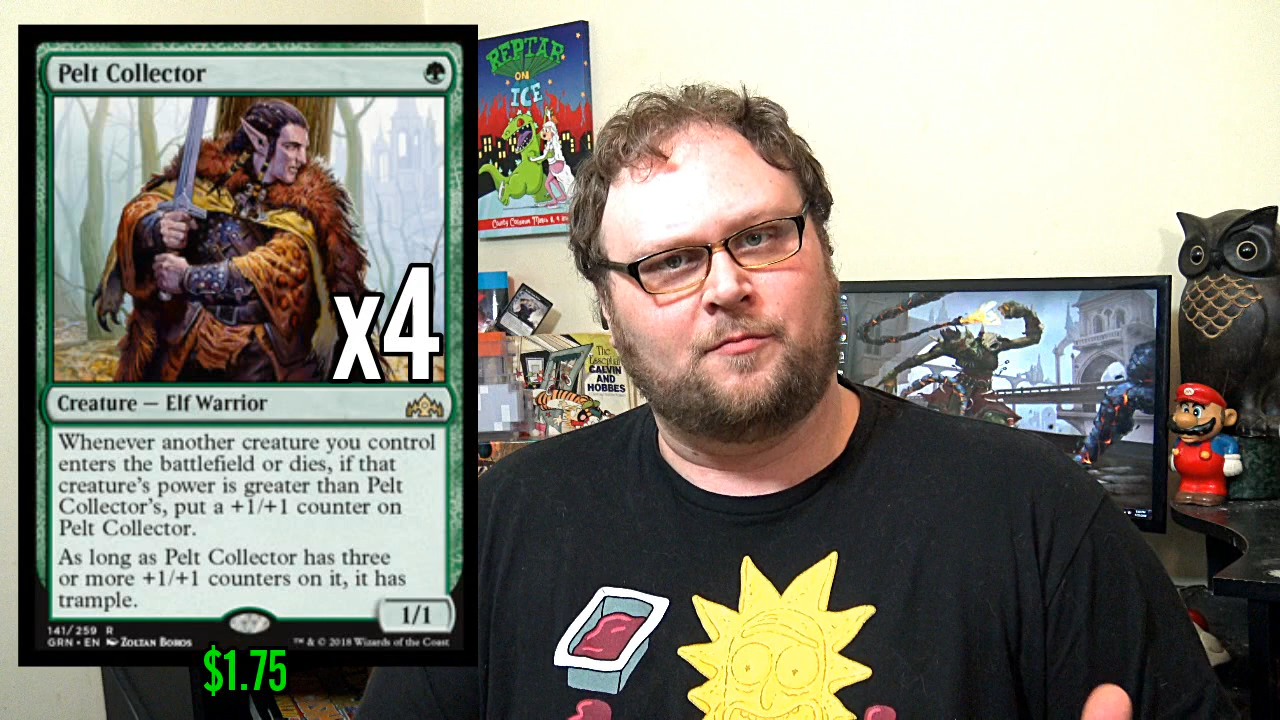 Pelt Collector
x4
Creature — Elf Warrior
Whenever another creature you control
enters the battlefield or dies, if that
creature's power is greater than Pelt
Collector's, put a +1/+1 counter on
Pelt Collector.
As long as Pelt Collector has three
or more +1/+1 counters on it, it has
trample.
1/1
141/259 R
GRN • EN Zoltan Boros
™ & © 2018 Wizards of the Coast
$1.75
REPTAR
ON
ICE
The
Essential
CALVIN
AND
HOBBES